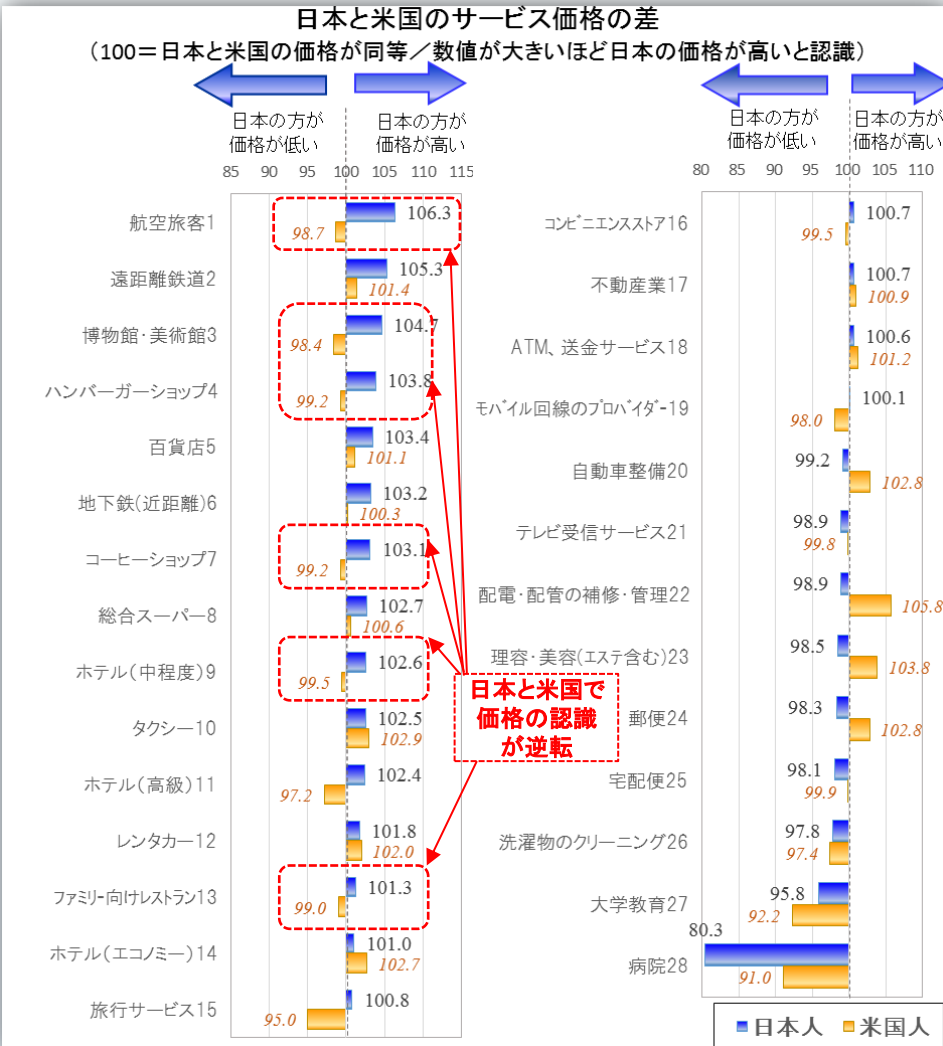 日本と米国のサービス価格の差
（100＝日本と米国の価格が同等／数値が大きいほど日本の価格が高いと認識）
日本の方が
価格が低い
日本の方が
価格が高い
85 90 95 100 105 110 115
航空旅客1 106.3 98.7
遠距離鉄道2 105.3 101.4
博物館・美術館3 104.7 98.4
ハンバーガーショップ4 103.8 99.2
百貨店5 103.4 101.1
地下鉄(近距離)6 103.2 100.3
コーヒーショップ7 103.1 99.2
総合スーパー8 102.7 100.6
ホテル(中程度)9 102.6 99.5
タクシー10 102.5 102.9
ホテル(高級)11 102.4 97.2
レンタカー12 101.8 102.0
ファミリー向けレストラン13 101.3 99.0
ホテル(エコノミー)14 101.0 102.7
旅行サービス15 100.8 95.0
日本と米国で
価格の認識
が逆転
日本の方が
価格が低い
日本の方が
価格が高い
80 85 90 95 100 105 110
コンビニエンスストア16 100.7 99.5
不動産業17 100.7 100.9
ATM、送金サービス18 100.6 101.2
モバイル回線のプロバイダー19 100.1 98.0
自動車整備20 99.2 102.8
テレビ受信サービス21 98.9 99.8
配電・配管の補修・管理22 98.9 105.8
理容・美容(エステ含む)23 98.5 103.8
郵便24 98.3 102.8
宅配便25 98.1 99.9
洗濯物のクリーニング26 97.8 97.4
大学教育27 95.8 92.2
病院28 80.3 91.0
日本人 米国人